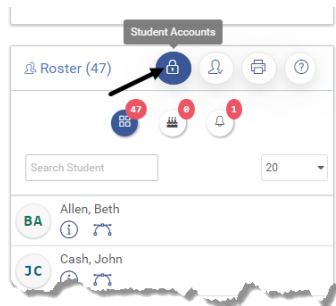 Student Accounts
Roster (47)
47
0
1
Search Student
20
BA
Allen, Beth
JC
Cash, John